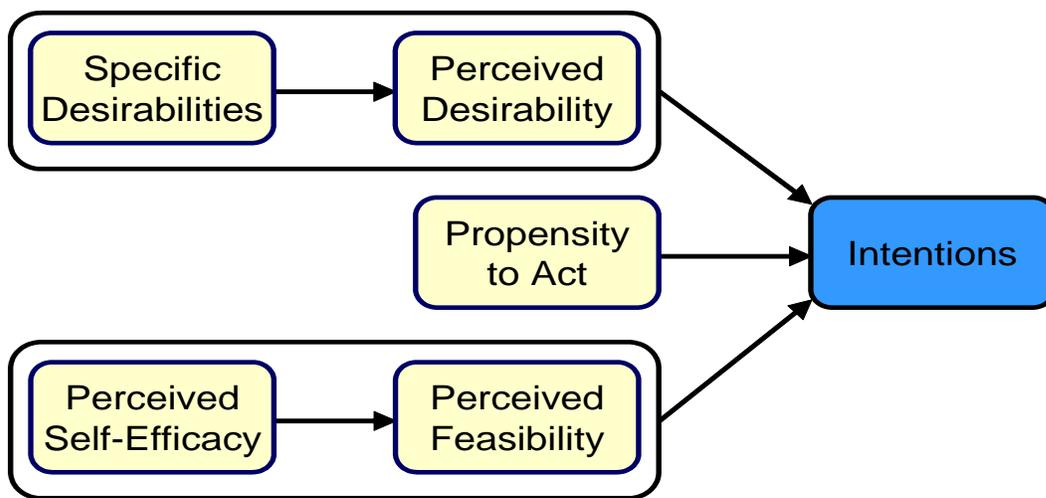 Specific
Desirabilities
Perceived
Desirability
Propensity
to Act
Intentions
Perceived
Self-Efficacy
Perceived
Feasibility